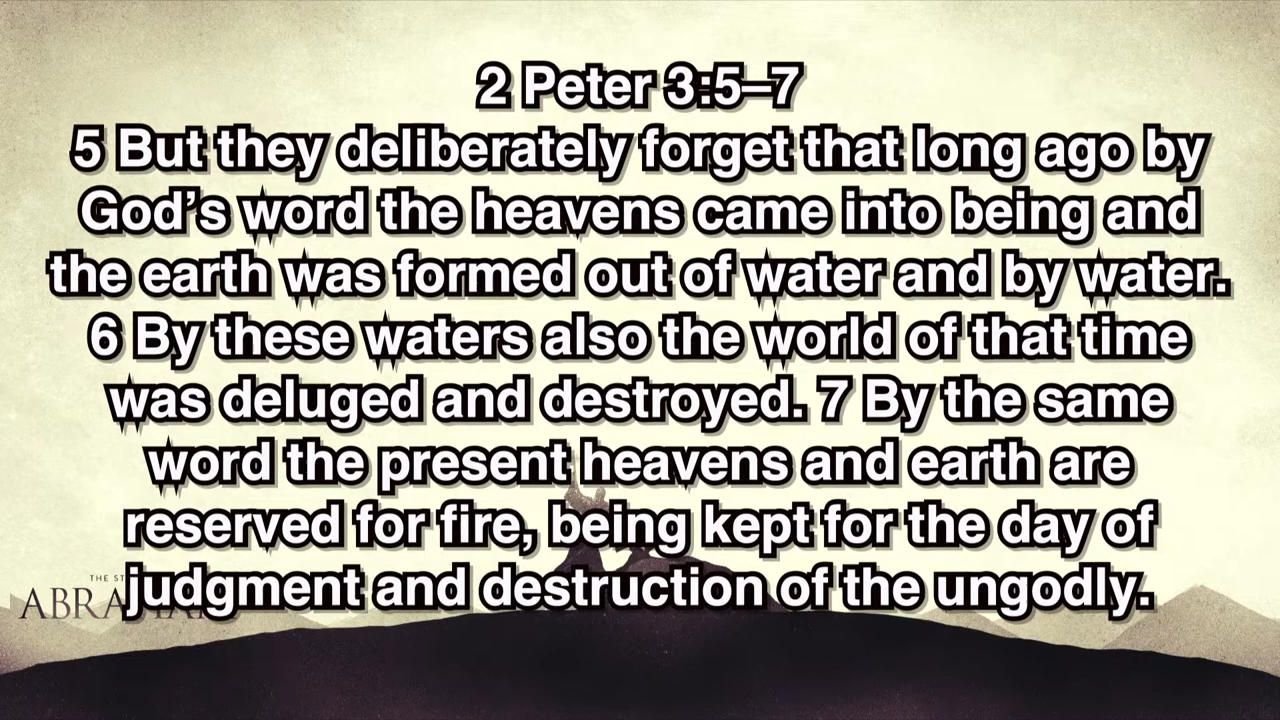 2 Peter 3:5–7
5 But they deliberately forget that long ago by
God’s word the heavens came into being and
the earth was formed out of water and by water.
6 By these waters also the world of that time
was deluged and destroyed. 7 By the same
word the present heavens and earth are
reserved for fire, being kept for the day of
judgment and destruction of the ungodly.
THE